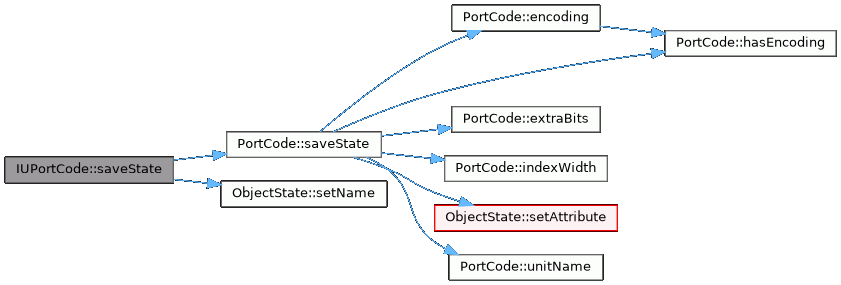 PortCode::encoding
PortCode::hasEncoding
PortCode::extraBits
PortCode::saveState
IUPortCode::saveState
PortCode::indexWidth
ObjectState::setName
ObjectState::setAttribute
PortCode::unitName